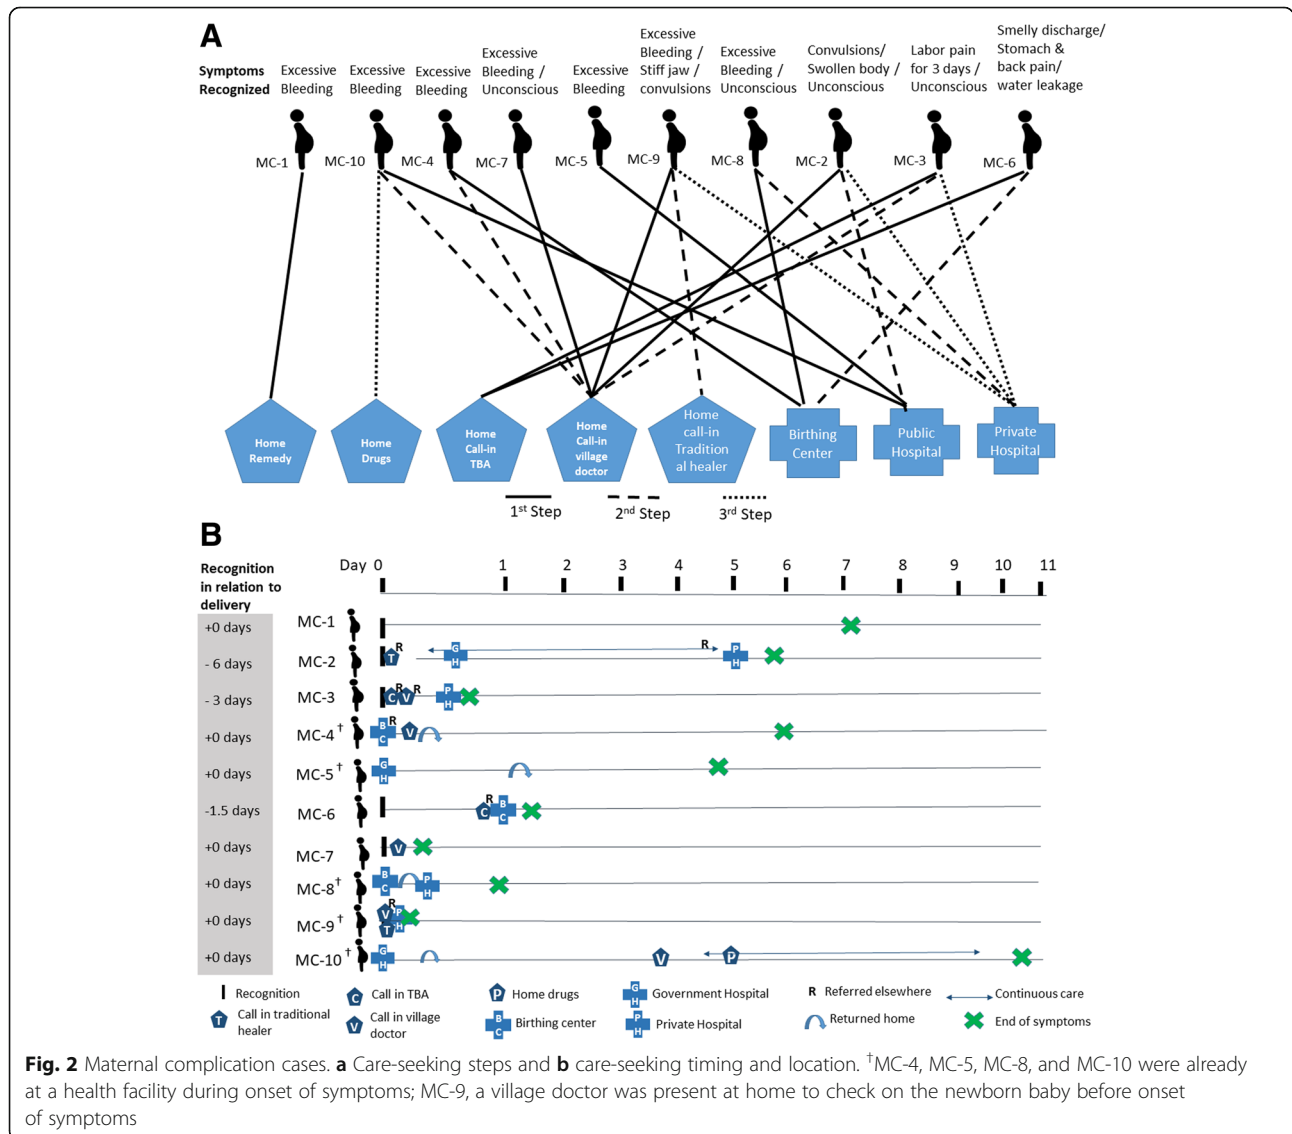 A
Symptoms
Recognized
Excessive
Bleeding
Excessive
Bleeding
Excessive
Bleeding
Excessive
Bleeding /
Unconscious
Excessive
Bleeding
Excessive
Bleeding /
Stiff jaw /
convulsions
Excessive
Bleeding /
Unconscious
Convulsions/
Swollen body /
Unconscious
Labor pain
for 3 days /
Unconscious
Smelly discharge/
Stomach &
back pain/
water leakage
MC-1
MC-10
MC-4
MC-7
MC-5
MC-9
MC-8
MC-2
MC-3
MC-6
Home
Remedy
Home
Drugs
Home
Call-in
TBA
Home
Call-in
village
doctor
Home
call-in
Tradition
al healer
Birthing
Center
Public
Hospital
Private
Hospital
1st Step
2nd Step
3rd Step
B
Recognition
in relation to
delivery
Day 0 1 2 3 4 5 6 7 8 9 10 11
+0 days MC-1
- 6 days MC-2 T R G H R P H
- 3 days MC-3 C R V R P H
+0 days MC-4 † B C R V
+0 days MC-5 † G H
-1.5 days MC-6 C R B C
+0 days MC-7 V
+0 days MC-8 † B C P H
+0 days MC-9 † V T R P H
+0 days MC-10 † G H V P
Recognition
C Call in TBA
P Home drugs
G H Government Hospital
R Referred elsewhere
Continuous care
T Call in traditional
healer
V Call in village
doctor
B C Birthing center
P H Private Hospital
Returned home
End of symptoms
Fig. 2 Maternal complication cases. a Care-seeking steps and b care-seeking timing and location. †MC-4, MC-5, MC-8, and MC-10 were already
at a health facility during onset of symptoms; MC-9, a village doctor was present at home to check on the newborn baby before onset
of symptoms